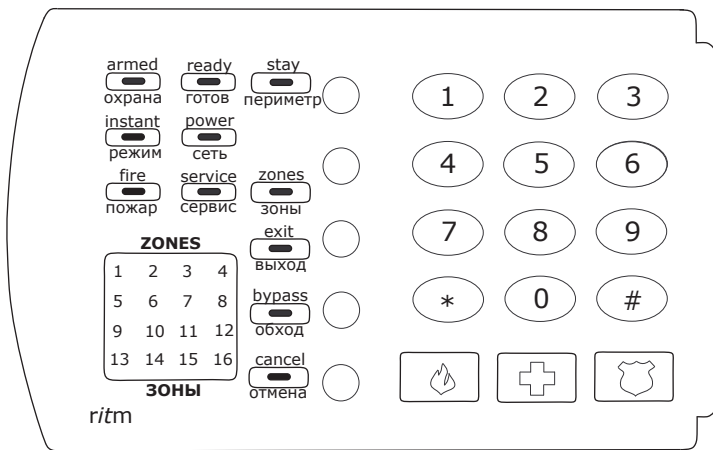 armed ready stay
охрана готов периметр
instant power
режим сеть
fire service zones
пожар сервис зоны
exit
выход
bypass
обход
cancel
отмена
ZONES
1 2 3 4
5 6 7 8
9 10 11 12
13 14 15 16
ЗОНЫ
ritm
1 2 3
4 5 6
7 8 9
* 0 #